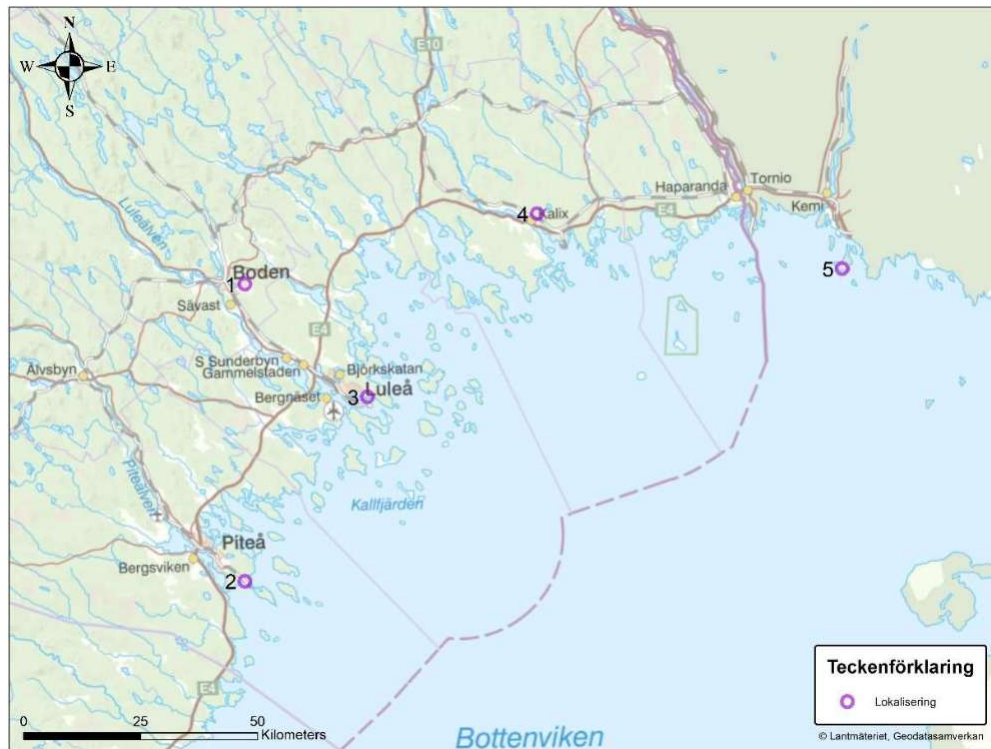 N
W E
S
E10
Luleälven
Haparanda
Tornio
Kemi
E4
4 Kalix
5
Boden
1
Sävast
E4
S Sunderbyn
Gammelstaden
Björkskatan
Älvsbyn
Luleå
3
Bergnäset
Piteälven
Kallfjärden
Piteå
Bergsviken
2
E4
Teckenförklaring
Lokalisering
0 25 50
Kilometers
Bottenviken
© Lantmäteriet, Geodatasamverkan